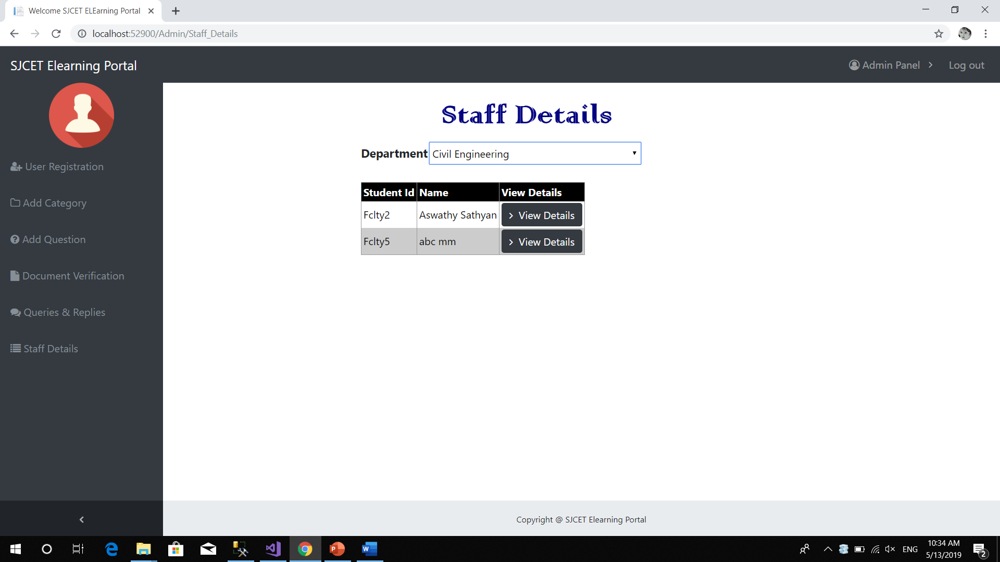 Welcome SJCET ELEarning Portal
localhost:52900/Admin/Staff_Details
SJCET Elearning Portal
Admin Panel
Log out
User Registration
Add Category
Add Question
Document Verification
Queries & Replies
Staff Details
Staff Details
Department Civil Engineering
Student Id Name View Details
Fclty2 Aswathy Sathyan View Details
Fclty5 abc mm View Details
Copyright @ SJCET Elearning Portal
ENG
10:34 AM
5/13/2019
2